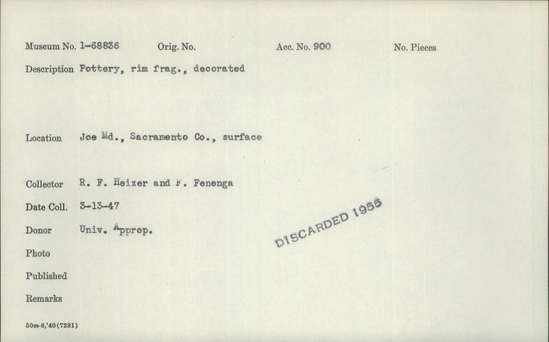 Museum No. 1-68836 Orig. No. Acc. No. 900 No. Pieces
Description Pottery, rim frag., decorated
Location Joe Md., Sacramento Co., surface
Collector R. F. Heizer and F. Fenenga
Date Coll. 3-13-47
DISCARDED 1955
Donor Univ. Approp.
Photo
Published
Remarks
50m-8,'40(7281)